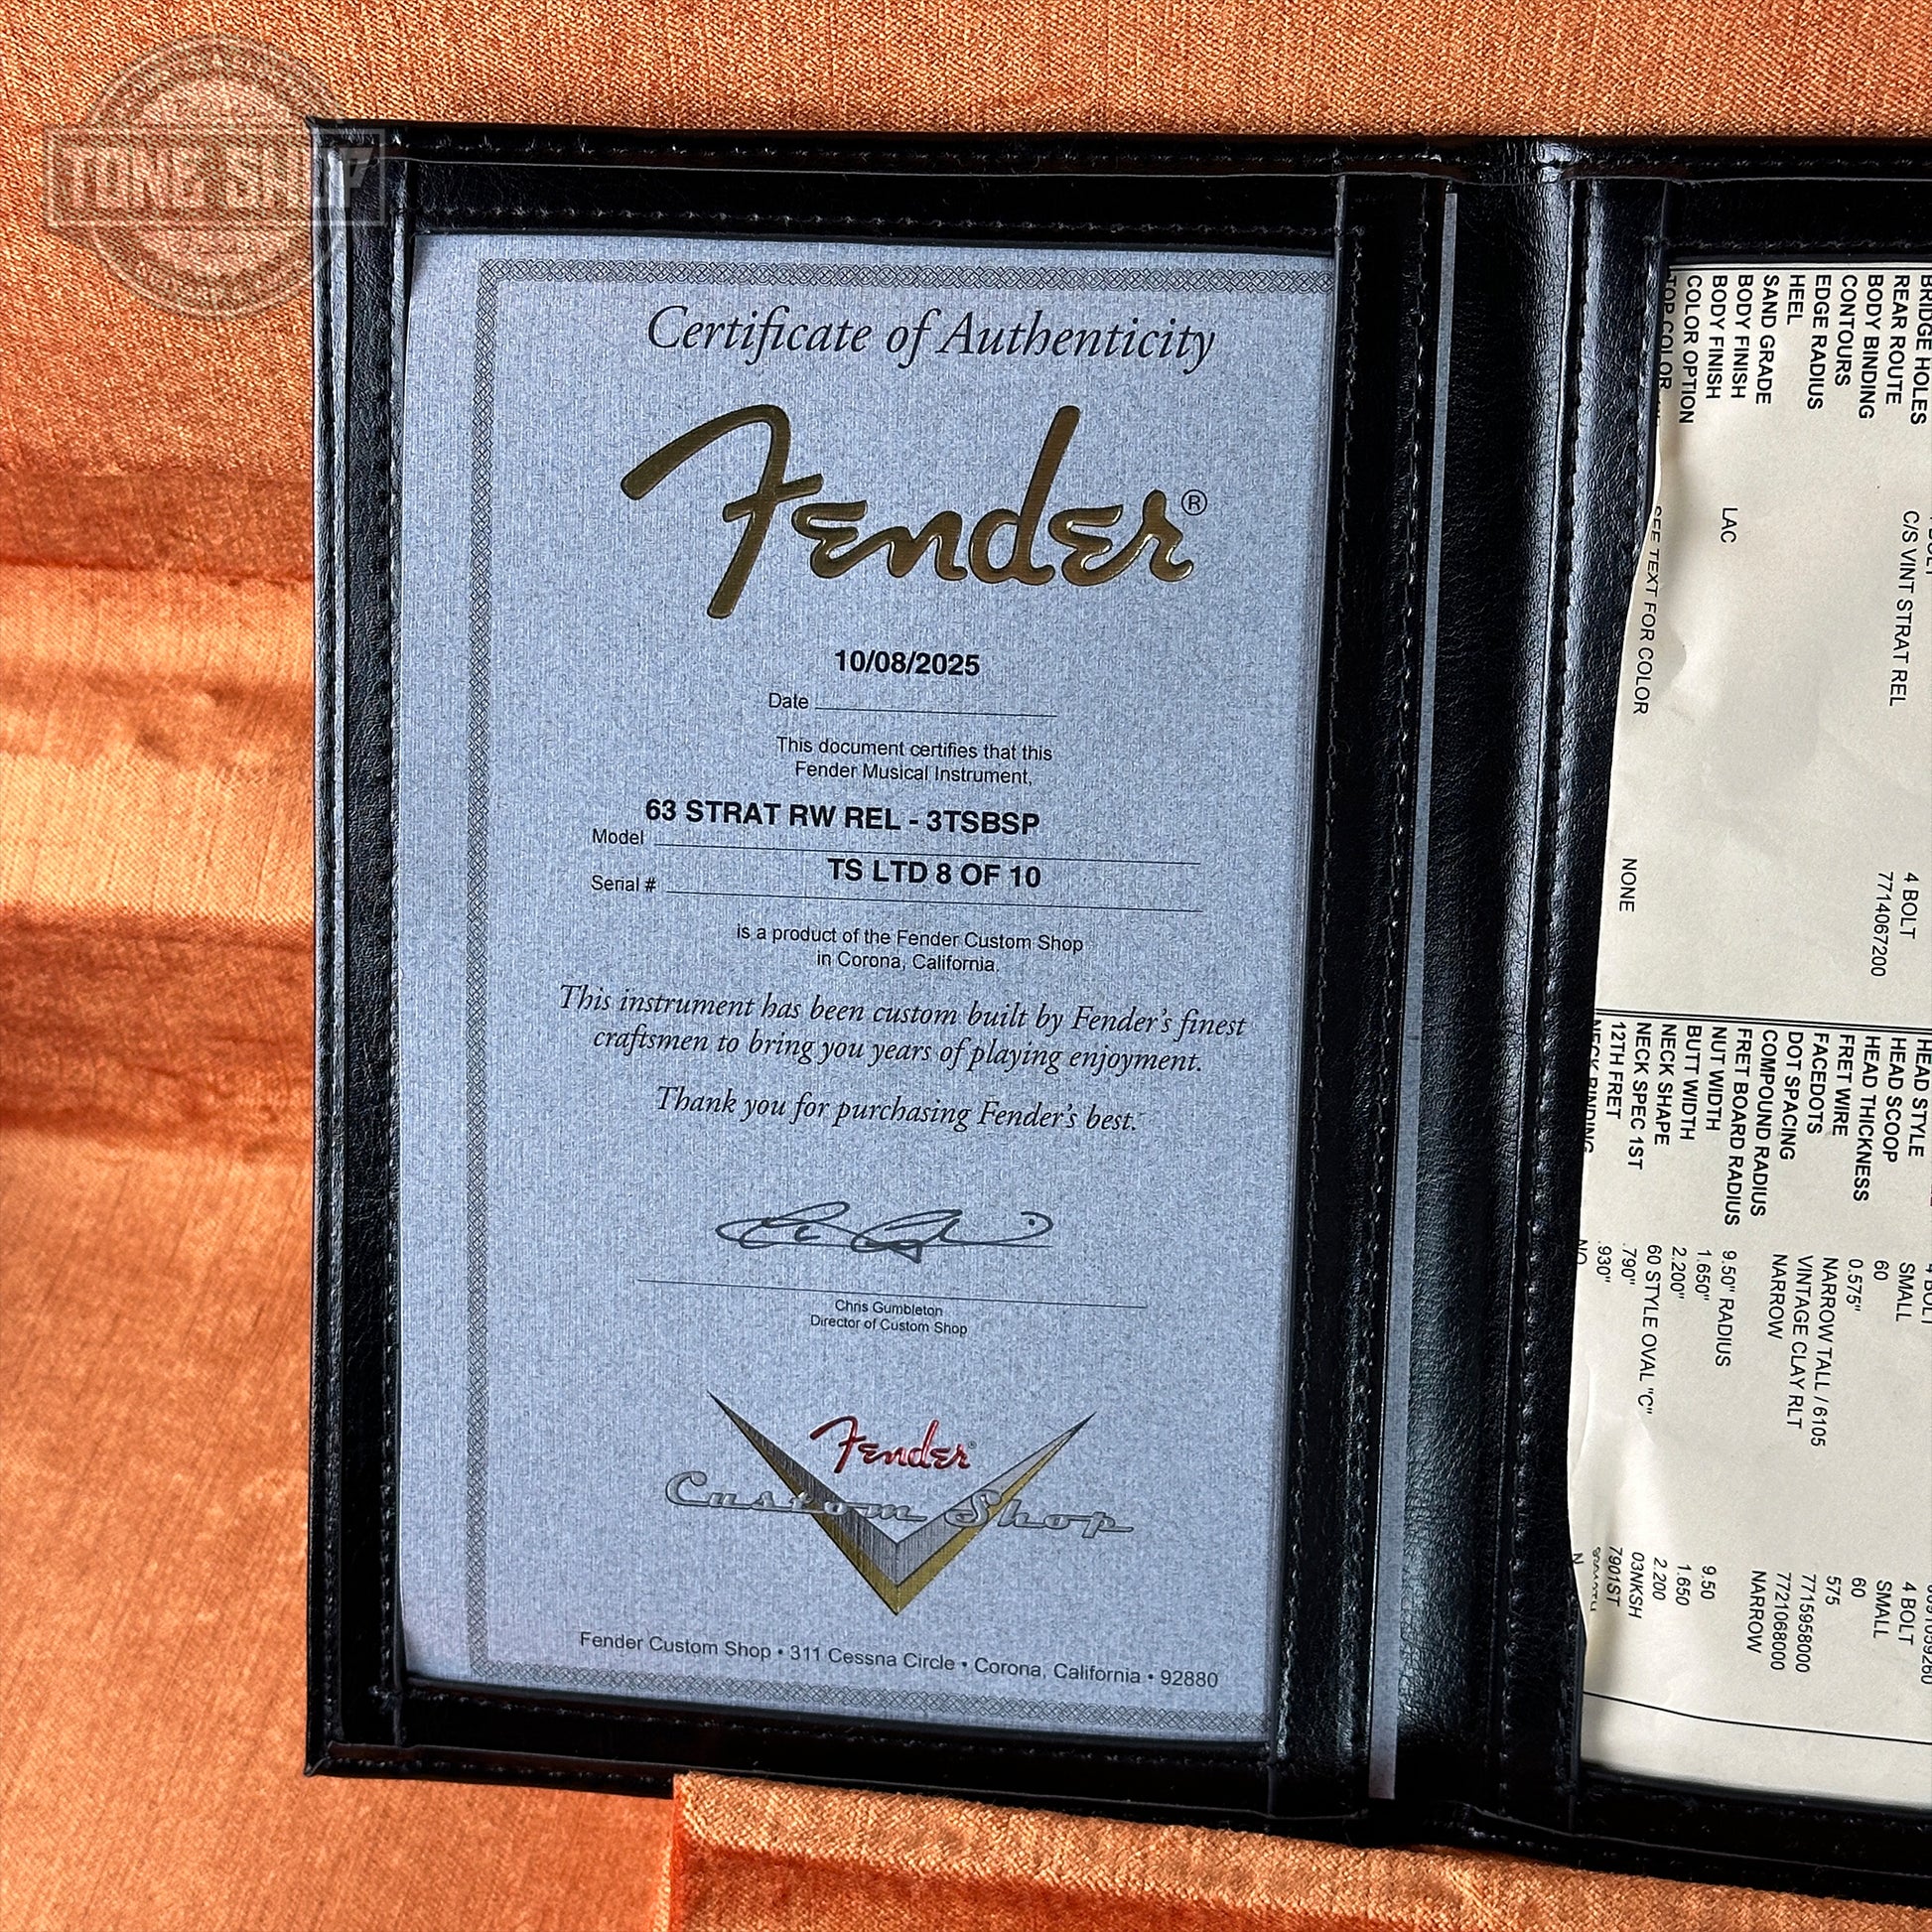 TONE SHOP
Certificate of Authenticity
Fender®
10/08/2025
Date
This document certifies that this
Fender Musical Instrument,
63 STRAT RW REL - 3TSBSP
Model
TS LTD 8 OF 10
Serial #
is a product of the Fender Custom Shop
in Corona, California.
This instrument has been custom built by Fender's finest
craftsmen to bring you years of playing enjoyment.
Thank you for purchasing Fender's best.
Chris Gumbleton
Director of Custom Shop
Fender
Custom Shop
Fender Custom Shop • 311 Cessna Circle • Corona, California • 92880
BRIDGE HOLES
REAR ROUTE C/S VINT STRAT REL 4 BOLT
BODY BINDING 7714067200
CONTOURS
EDGE RADIUS
HEEL
SAND GRADE
BODY FINISH
BODY FINISH LAC
COLOR OPTION
TOP COLOR SEE TEXT FOR COLOR NONE
HEAD STYLE 4 BOLT
HEAD SCOOP SMALL 4 BOLT
HEAD THICKNESS 60 SMALL
FRET WIRE 0.575" 60
FACEDOTS NARROW TALL / 6105 575
DOT SPACING VINTAGE CLAY RLT 7715958000
COMPOUND RADIUS NARROW 7721068000
FRET BOARD RADIUS NARROW
NUT WIDTH 9.50" RADIUS
BUTT WIDTH 1.650" 9.50
NECK SHAPE 2.200" 1.650
NECK SPEC 1ST 60 STYLE OVAL "C" 2.200
12TH FRET .790" 03NKSH
NECK BINDING .930" 7901ST
NO
N